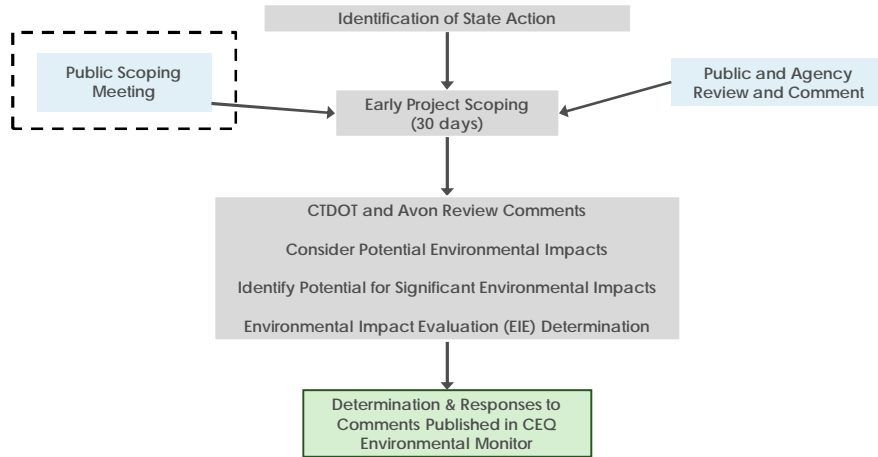 Identification of State Action
Public Scoping
Meeting
Public and Agency
Review and Comment
Early Project Scoping
(30 days)
CTDOT and Avon Review Comments
Consider Potential Environmental Impacts
Identify Potential for Significant Environmental Impacts
Environmental Impact Evaluation (EIE) Determination
Determination & Responses to
Comments Published in CEQ
Environmental Monitor